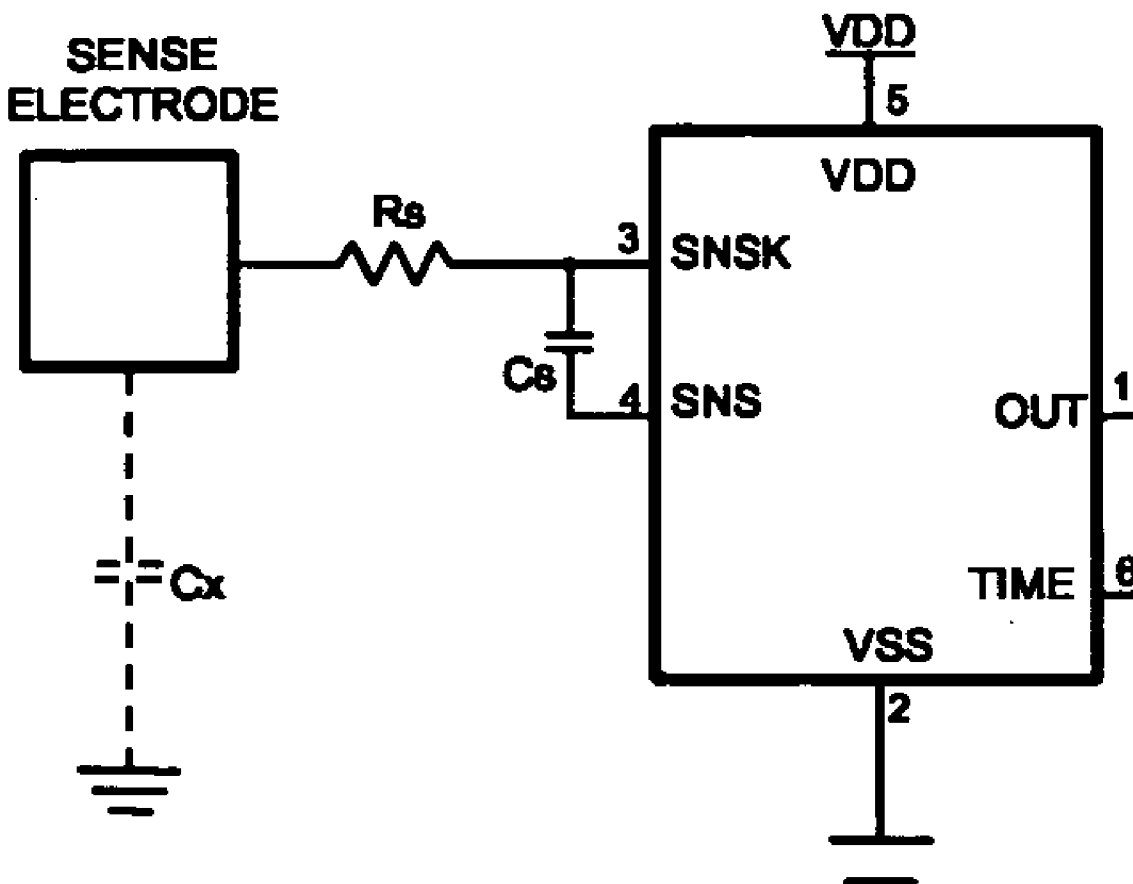 VDD
SENSE
ELECTRODE
5
VDD
Rs
3
SNSK
Cs
4
SNS
1
OUT
Cx
TIME
6
VSS
2